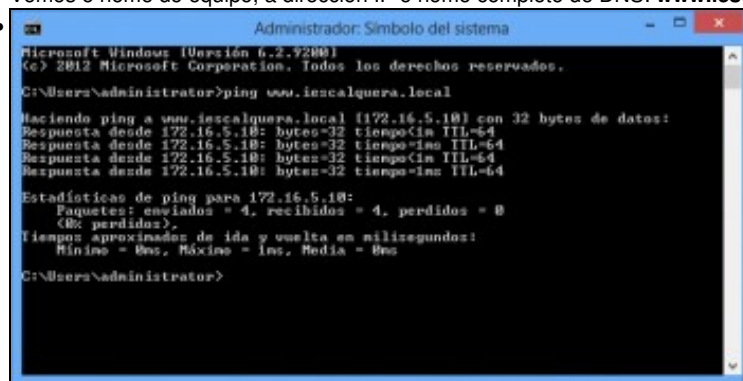 Administrador: Símbolo del sistema
Microsoft Windows [Versión 6.2.9200]
(c) 2012 Microsoft Corporation. Todos los derechos reservados.
C:\Users\administrator>ping www.iescalquera.local
Haciendo ping a www.iescalquera.local [172.16.5.10] con 32 bytes de datos:
Respuesta desde 172.16.5.10: bytes=32 tiempo<1m TTL=64
Respuesta desde 172.16.5.10: bytes=32 tiempo=1ms TTL=64
Respuesta desde 172.16.5.10: bytes=32 tiempo<1m TTL=64
Respuesta desde 172.16.5.10: bytes=32 tiempo=1ms TTL=64
Estadísticas de ping para 172.16.5.10:
Paquetes: enviados = 4, recibidos = 4, perdidos = 0
(0% perdidos),
Tiempos aproximados de ida y vuelta en milisegundos:
Mínimo = 0ms, Máximo = 1ms, Media = 0ms
C:\Users\administrator>